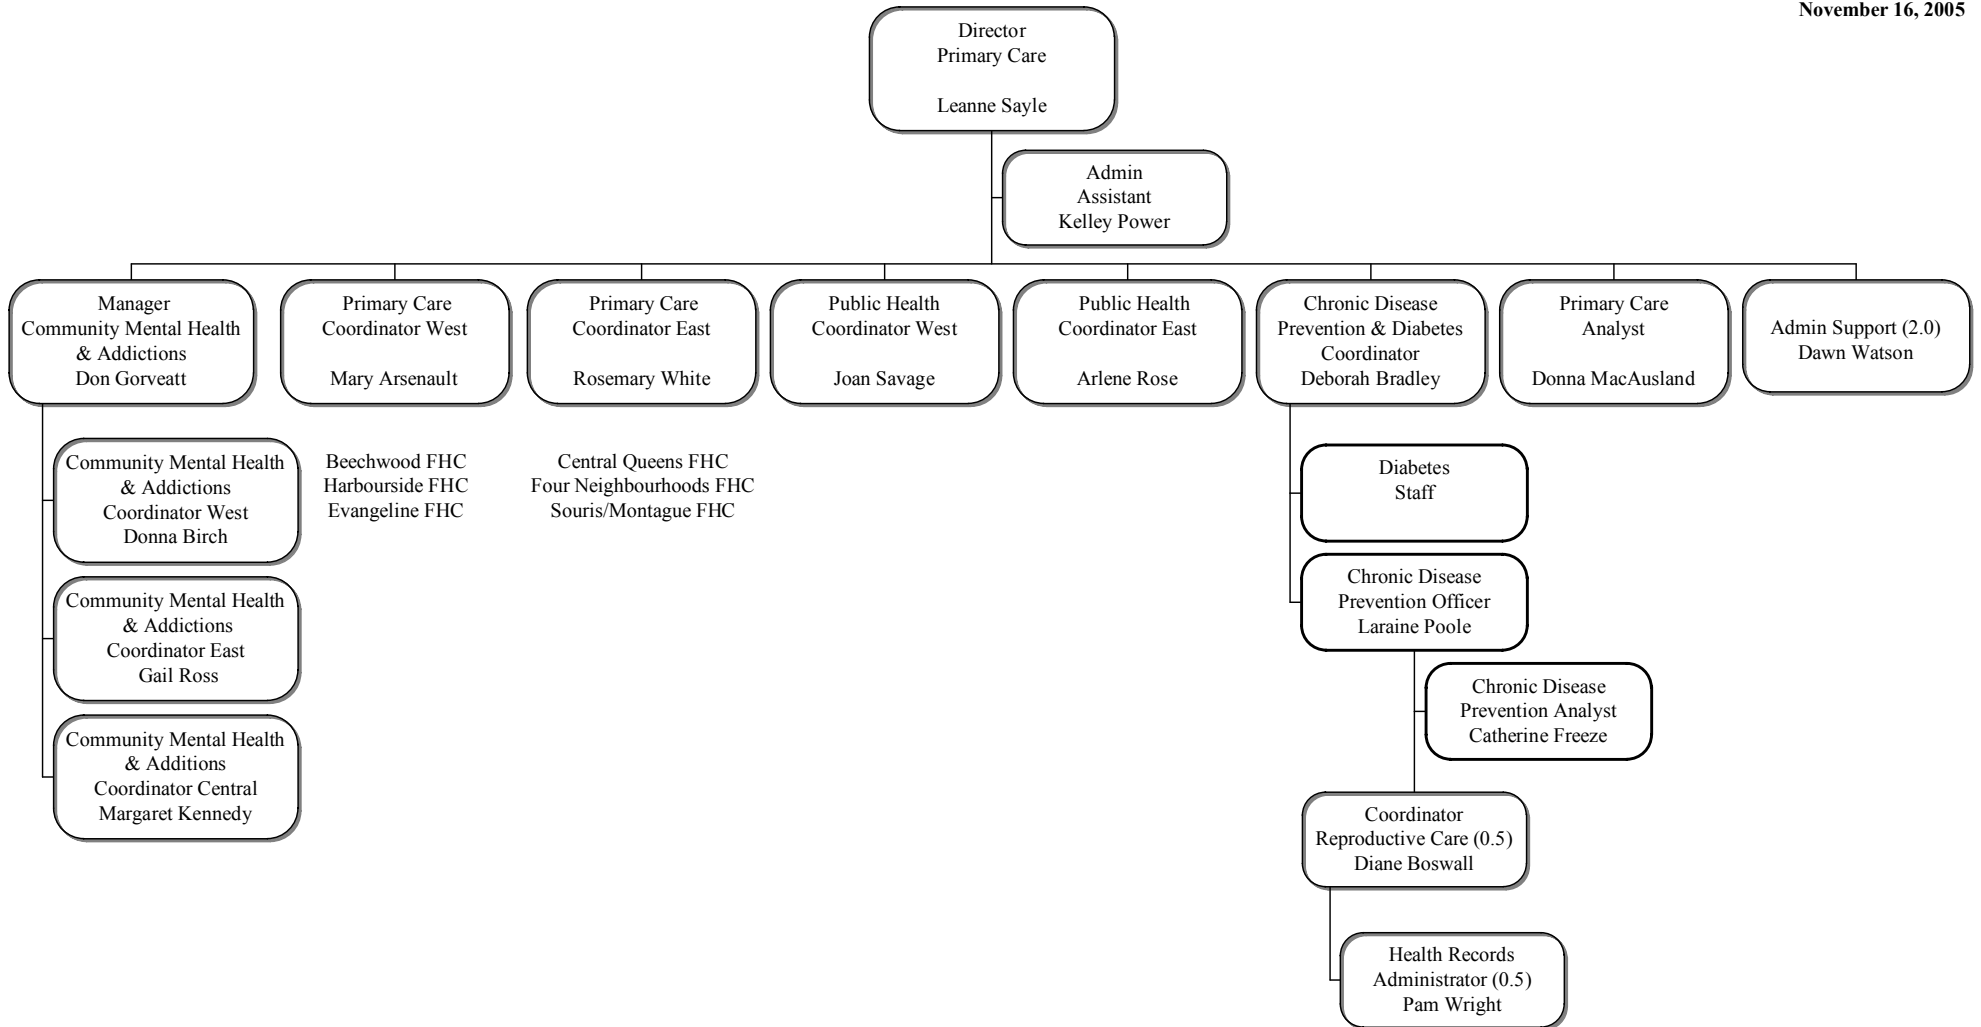 November 16, 2005
Director
Primary Care
Leanne Sayle
Admin
Assistant
Kelley Power
Manager
Community Mental Health
& Addictions
Don Gorveatt
Primary Care
Coordinator West
Mary Arsenault
Primary Care
Coordinator East
Rosemary White
Public Health
Coordinator West
Joan Savage
Public Health
Coordinator East
Arlene Rose
Chronic Disease
Prevention & Diabetes
Coordinator
Deborah Bradley
Primary Care
Analyst
Donna MacAusland
Admin Support (2.0)
Dawn Watson
Community Mental Health
& Addictions
Coordinator West
Donna Birch
Community Mental Health
& Addictions
Coordinator East
Gail Ross
Community Mental Health
& Additions
Coordinator Central
Margaret Kennedy
Beechwood FHC
Harbourside FHC
Evangeline FHC
Central Queens FHC
Four Neighbourhoods FHC
Souris/Montague FHC
Diabetes
Staff
Chronic Disease
Prevention Officer
Laraine Poole
Chronic Disease
Prevention Analyst
Catherine Freeze
Coordinator
Reproductive Care (0.5)
Diane Boswall
Health Records
Administrator (0.5)
Pam Wright